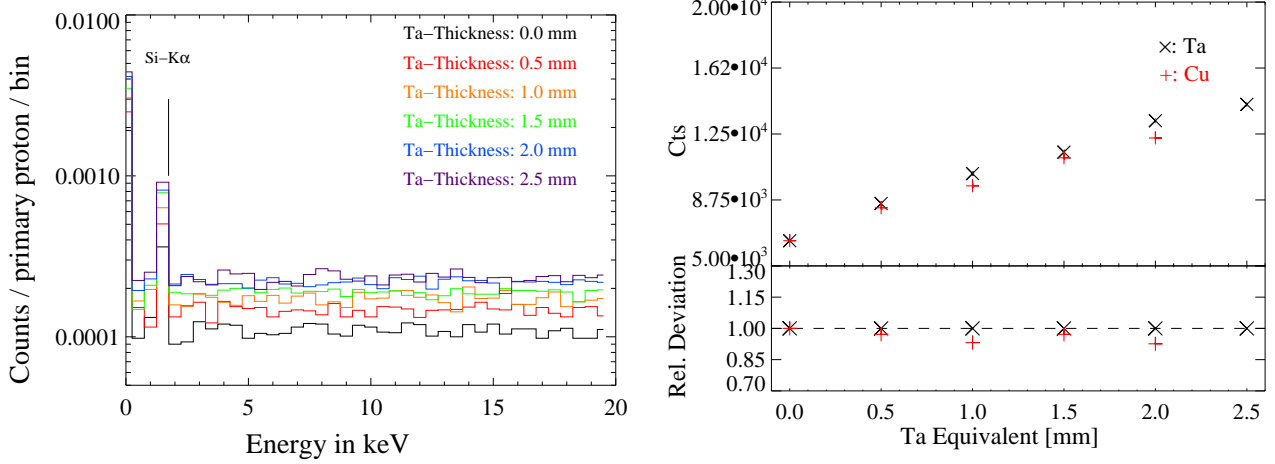 0.0100
0.0010
0.0001
Counts / primary proton / bin
Si−Kα
Ta−Thickness: 0.0 mm
Ta−Thickness: 0.5 mm
Ta−Thickness: 1.0 mm
Ta−Thickness: 1.5 mm
Ta−Thickness: 2.0 mm
Ta−Thickness: 2.5 mm
0 5 10 15 20
Energy in keV
2.00•10⁴
1.62•10⁴
1.25•10⁴
8.75•10³
5.00•10³
Cts
×: Ta
+: Cu
1.30
1.15
1.00
0.85
0.70
Rel. Deviation
0.0 0.5 1.0 1.5 2.0 2.5
Ta Equivalent [mm]